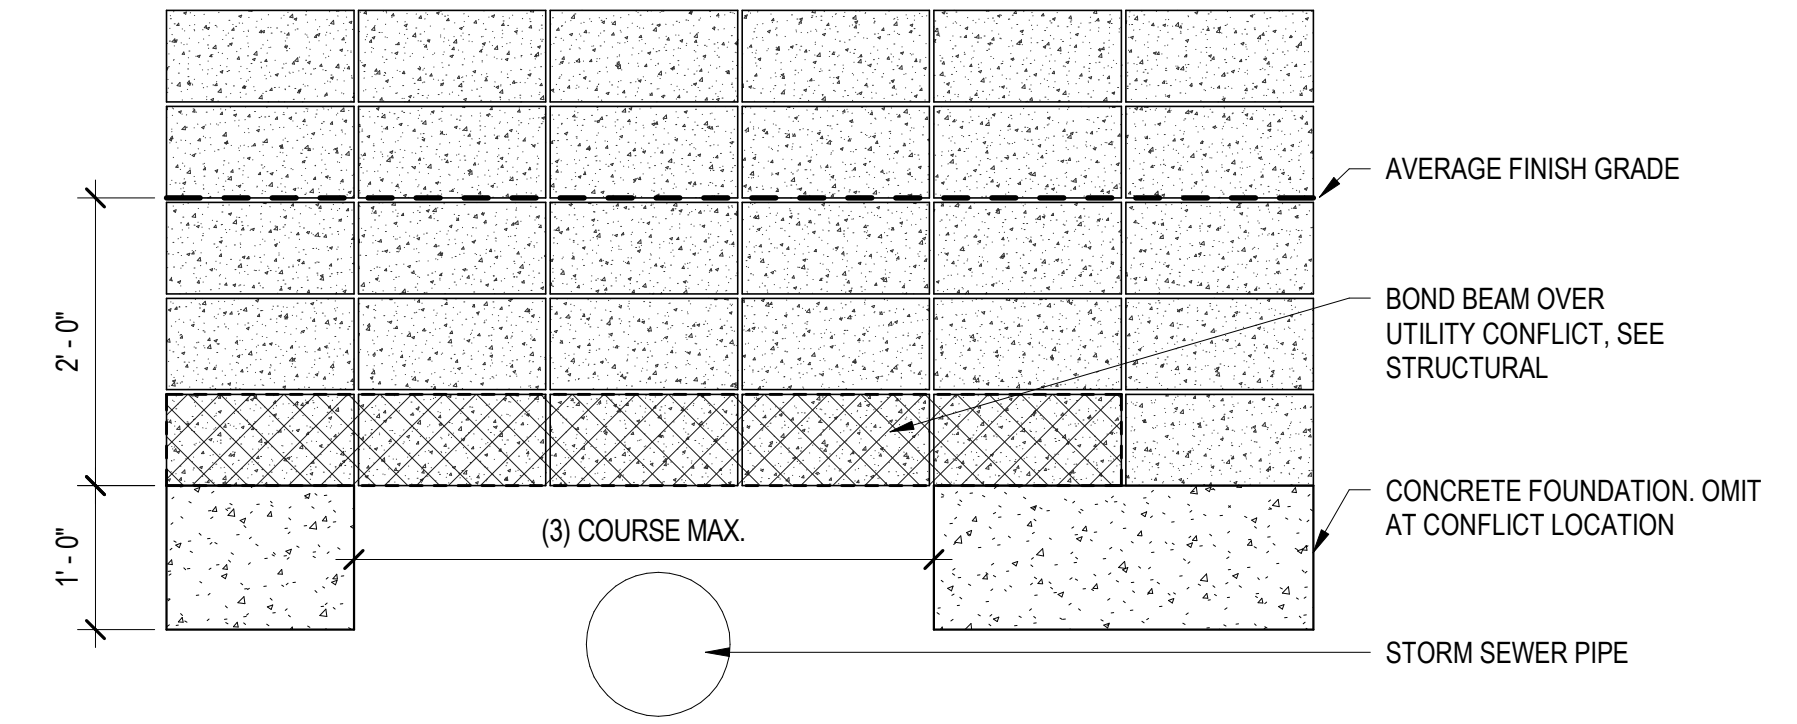 AVERAGE FINISH GRADE
BOND BEAM OVER
UTILITY CONFLICT, SEE
STRUCTURAL
2' - 0"
CONCRETE FOUNDATION. OMIT
AT CONFLICT LOCATION
(3) COURSE MAX.
1' - 0"
STORM SEWER PIPE